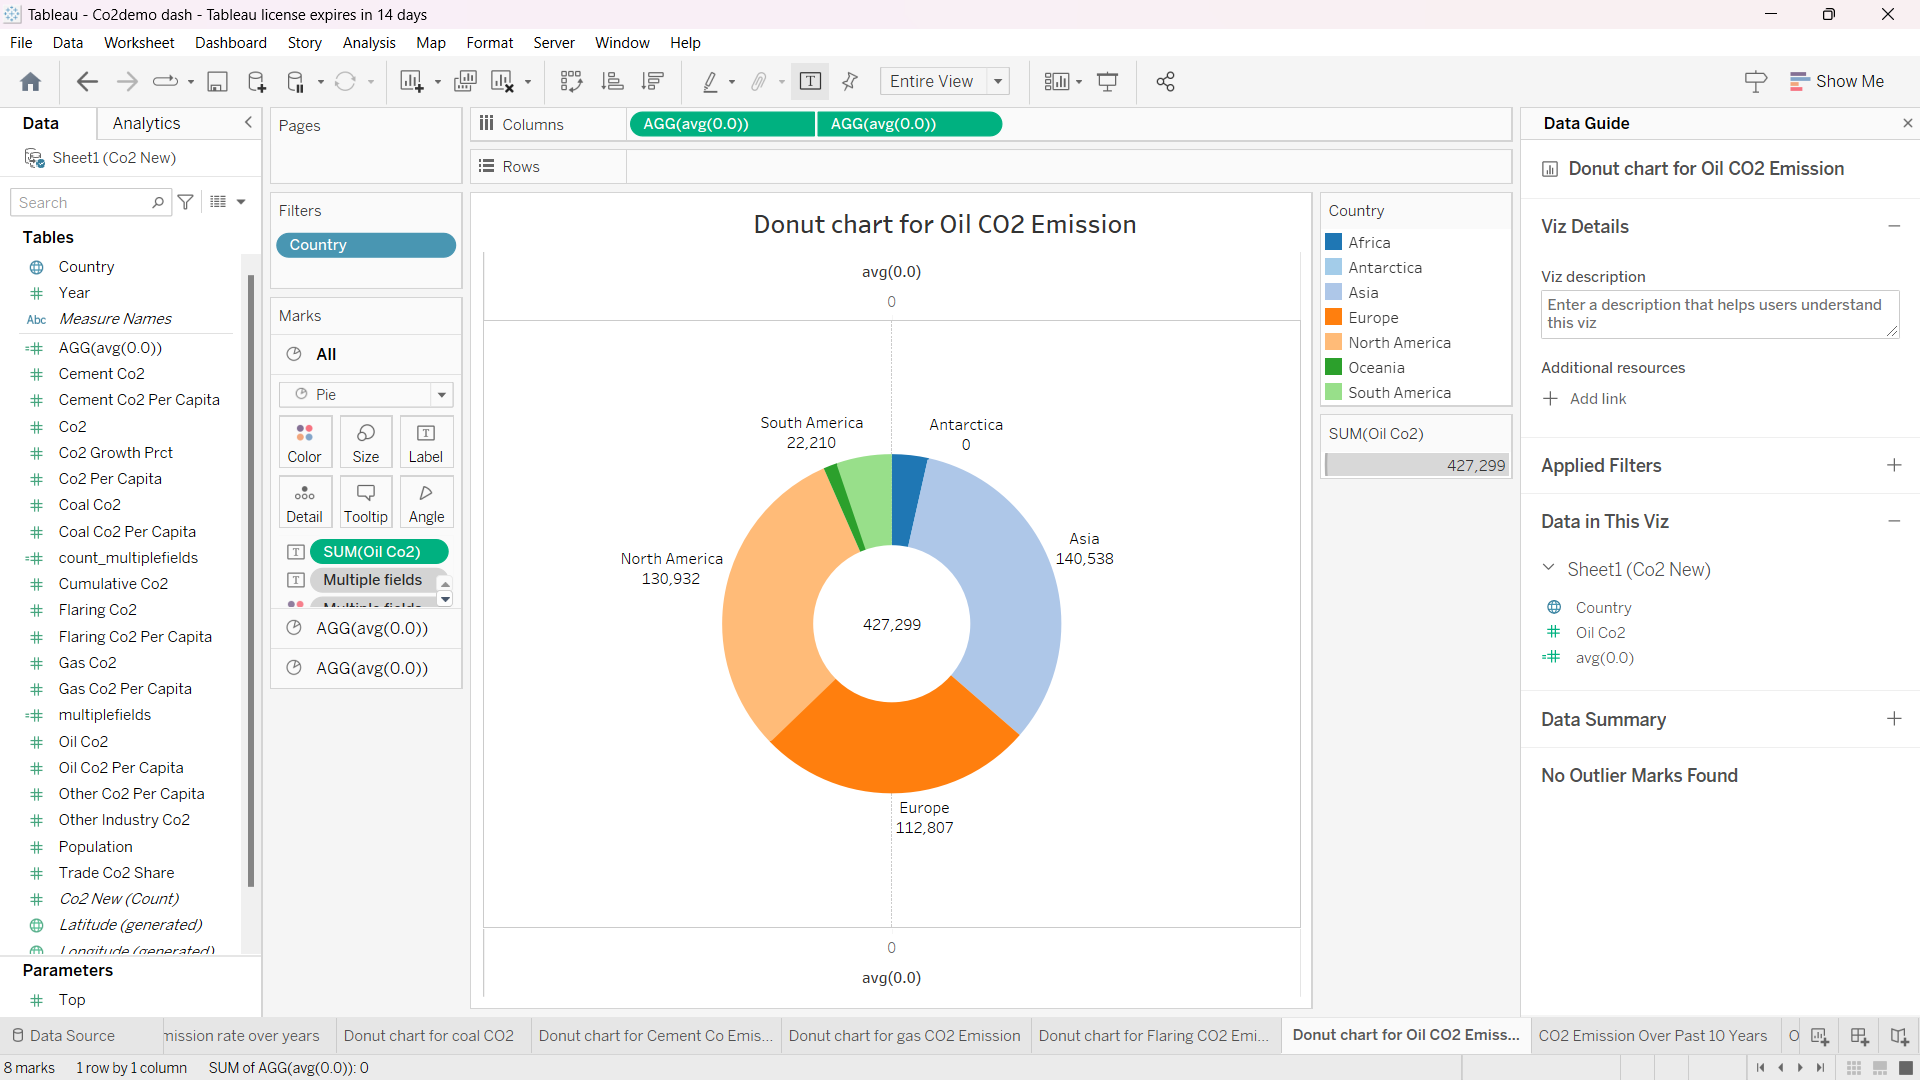 Tableau - Co2demo dash - Tableau license expires in 14 days
File Data Worksheet Dashboard Story Analysis Map Format Server Window Help
Entire View
Show Me
Data
Analytics
Sheet1 (Co2 New)
Search
Tables
Country
Year
Abc Measure Names
AGG(avg(0.0))
Cement Co2
Cement Co2 Per Capita
Co2
Co2 Growth Prct
Co2 Per Capita
Coal Co2
Coal Co2 Per Capita
count_multiplefields
Cumulative Co2
Flaring Co2
Flaring Co2 Per Capita
Gas Co2
Gas Co2 Per Capita
multiplefields
Oil Co2
Oil Co2 Per Capita
Other Co2 Per Capita
Other Industry Co2
Population
Trade Co2 Share
Co2 New (Count)
Latitude (generated)
Longitude (generated)
Parameters
Top
Pages
Filters
Country
Marks
All
Pie
Color
Size
Label
Detail
Tooltip
Angle
SUM(Oil Co2)
Multiple fields
Multiple fields
AGG(avg(0.0))
AGG(avg(0.0))
Columns
AGG(avg(0.0))
AGG(avg(0.0))
Rows
Donut chart for Oil CO2 Emission
avg(0.0)
0
South America
22,210
Antarctica
0
Asia
140,538
North America
130,932
427,299
Europe
112,807
0
avg(0.0)
Country
Africa
Antarctica
Asia
Europe
North America
Oceania
South America
SUM(Oil Co2)
427,299
Data Guide
Donut chart for Oil CO2 Emission
Viz Details
Viz description
Enter a description that helps users understand
this viz
Additional resources
Add link
Applied Filters
Data in This Viz
Sheet1 (Co2 New)
Country
Oil Co2
avg(0.0)
Data Summary
No Outlier Marks Found
Data Source
mission rate over years
Donut chart for coal CO2
Donut chart for Cement Co Emis...
Donut chart for gas CO2 Emission
Donut chart for Flaring CO2 Emi...
Donut chart for Oil CO2 Emiss...
CO2 Emission Over Past 10 Years
O
8 marks 1 row by 1 column SUM of AGG(avg(0.0)): 0